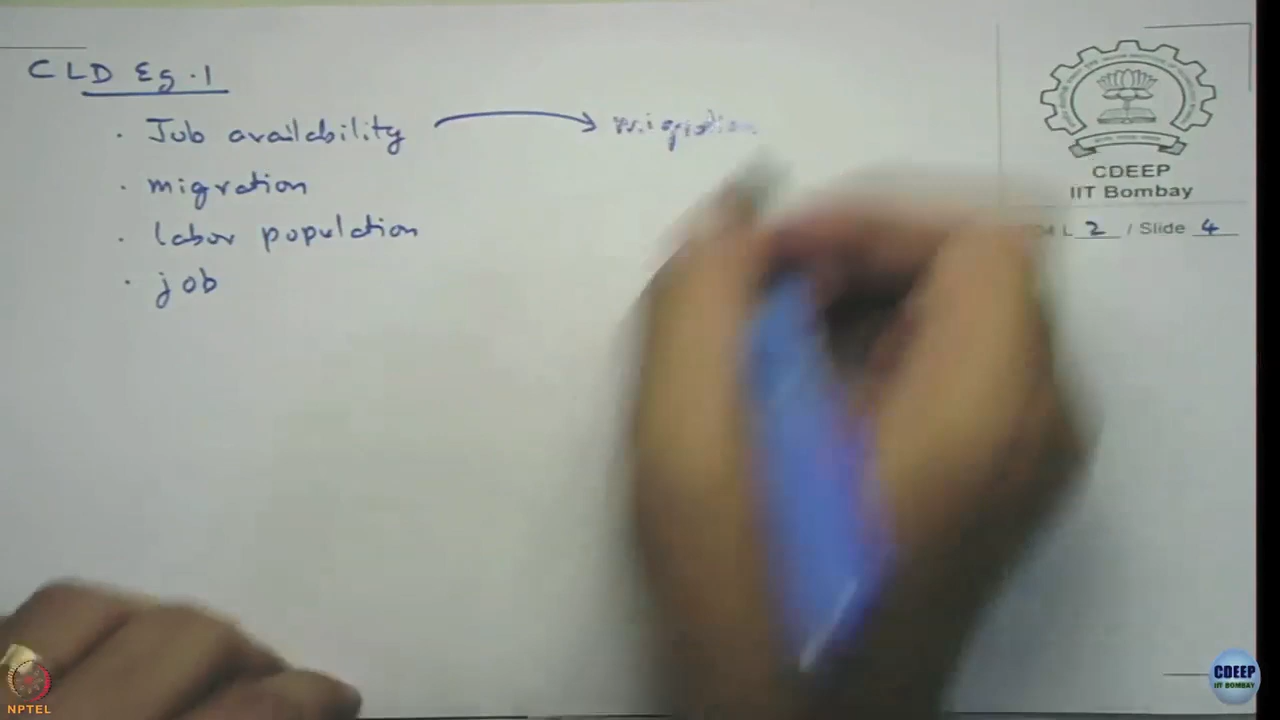 CLD Eg.1
· Job availability → migration
· migration
· labor population
· job
CDEEP
IIT Bombay
L 2 / Slide 4
NPTEL
CDEEP
IIT BOMBAY